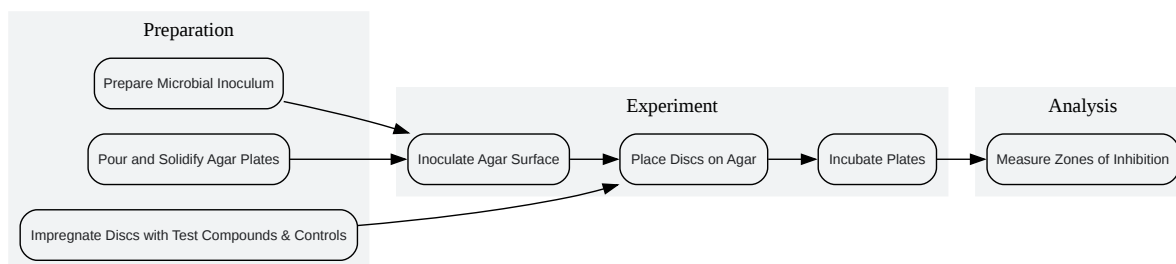 Preparation
Prepare Microbial Inoculum
Pour and Solidify Agar Plates
Impregnate Discs with Test Compounds & Controls
Experiment
Inoculate Agar Surface
Place Discs on Agar
Incubate Plates
Analysis
Measure Zones of Inhibition